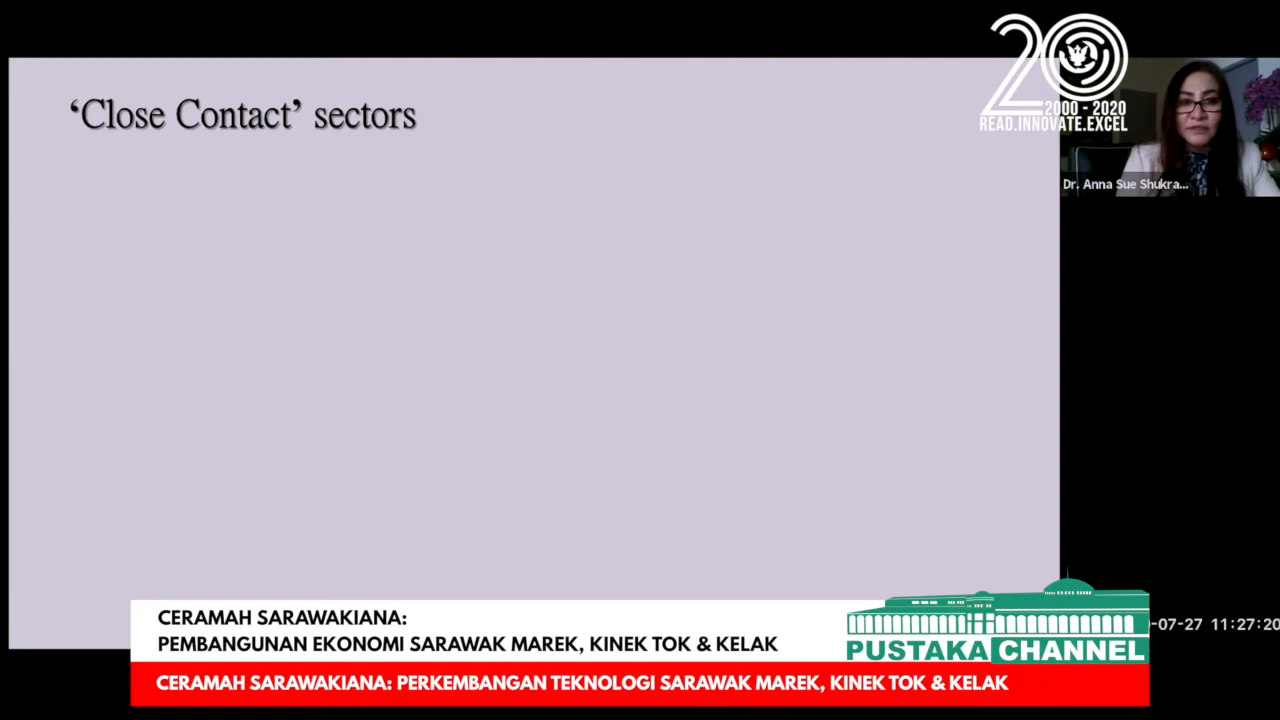 ‘Close Contact’ sectors
20
2000 - 2020
READ.INNOVATE.EXCEL
Dr. Anna Sue Shukra...
CERAMAH SARAWAKIANA:
PEMBANGUNAN EKONOMI SARAWAK MAREK, KINEK TOK & KELAK
PUSTAKA CHANNEL
-07-27 11:27:20
CERAMAH SARAWAKIANA: PERKEMBANGAN TEKNOLOGI SARAWAK MAREK, KINEK TOK & KELAK